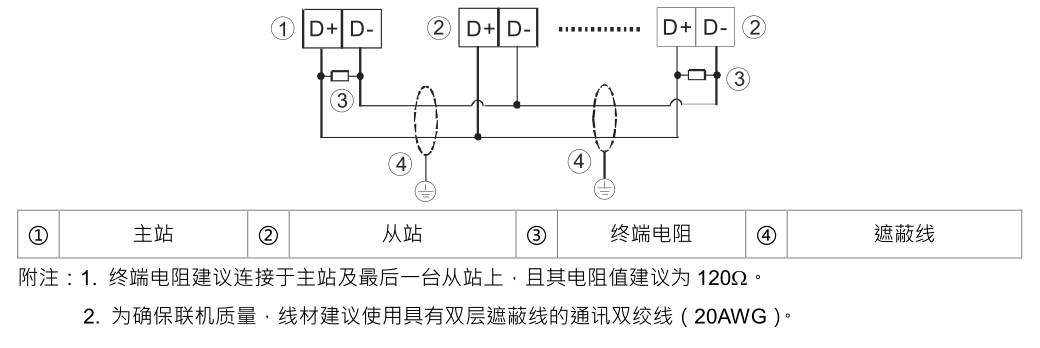 ① D+ D- ② D+ D- D+ D- ②
③ ③
④ ④
① 主站 ② 从站 ③ 终端电阻 ④ 遮蔽线
附注：1. 终端电阻建议连接于主站及最后一台从站上，且其电阻值建议为 120Ω。
2. 为确保联机质量，线材建议使用具有双层遮蔽线的通讯双绞线（20AWG）。